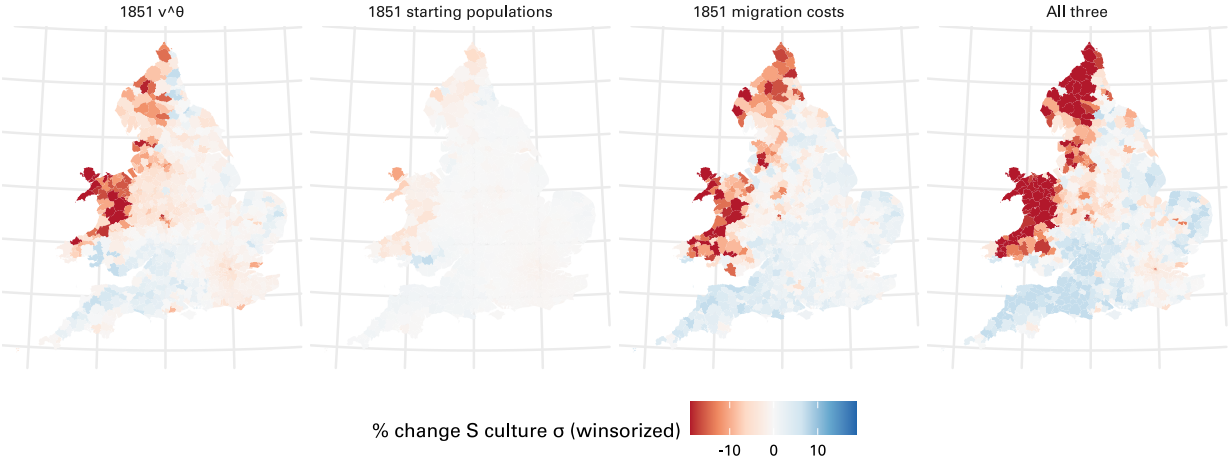 1851 v^θ
1851 starting populations
1851 migration costs
All three
% change S culture σ (winsorized)
-10 0 10